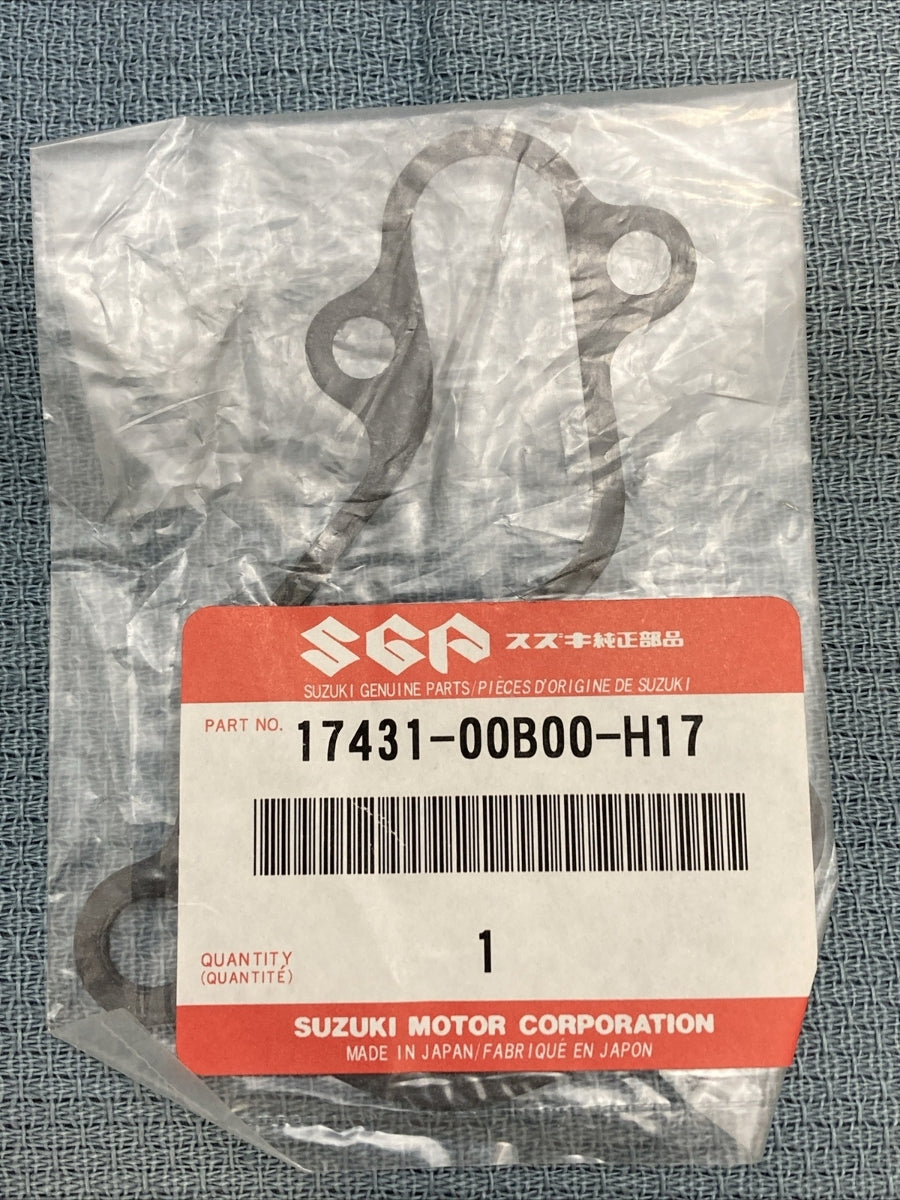 SGP スズキ純正部品
SUZUKI GENUINE PARTS/PIÈCES D'ORIGINE DE SUZUKI
PART NO. 17431-00B00-H17
1
QUANTITY
(QUANTITÉ)
SUZUKI MOTOR CORPORATION
MADE IN JAPAN/FABRIQUÉ EN JAPON